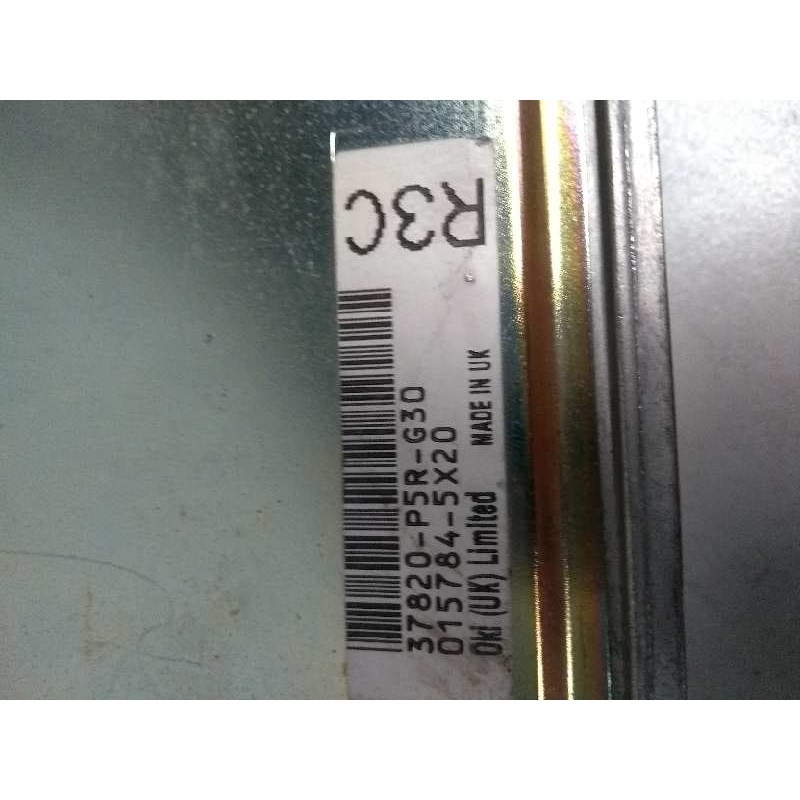 R3C
37820-P5R-G30
015784-5X20
Oki (UK) Limited MADE IN UK